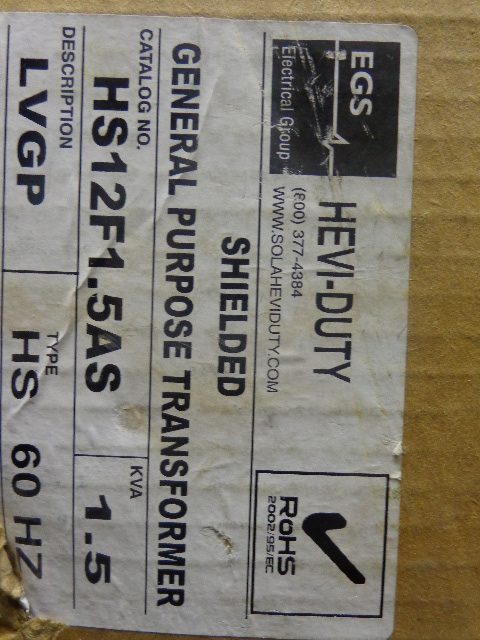 EGS
Electrical Group
HEVI-DUTY
(800) 377-4384
WWW.SOLAHEVIDUTY.COM
RoHS
2002/95/EC
SHIELDED
GENERAL PURPOSE TRANSFORMER
CATALOG NO.
HS12F1.5AS
KVA
1.5
DESCRIPTION
LVGP
TYPE
HS
60 HZ